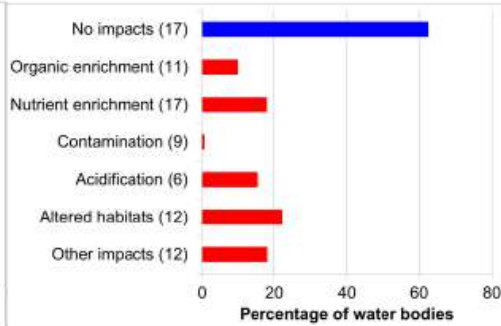 No impacts (17)
Organic enrichment (11)
Nutrient enrichment (17)
Contamination (9)
Acidification (6)
Altered habitats (12)
Other impacts (12)
0 20 40 60 80
Percentage of water bodies